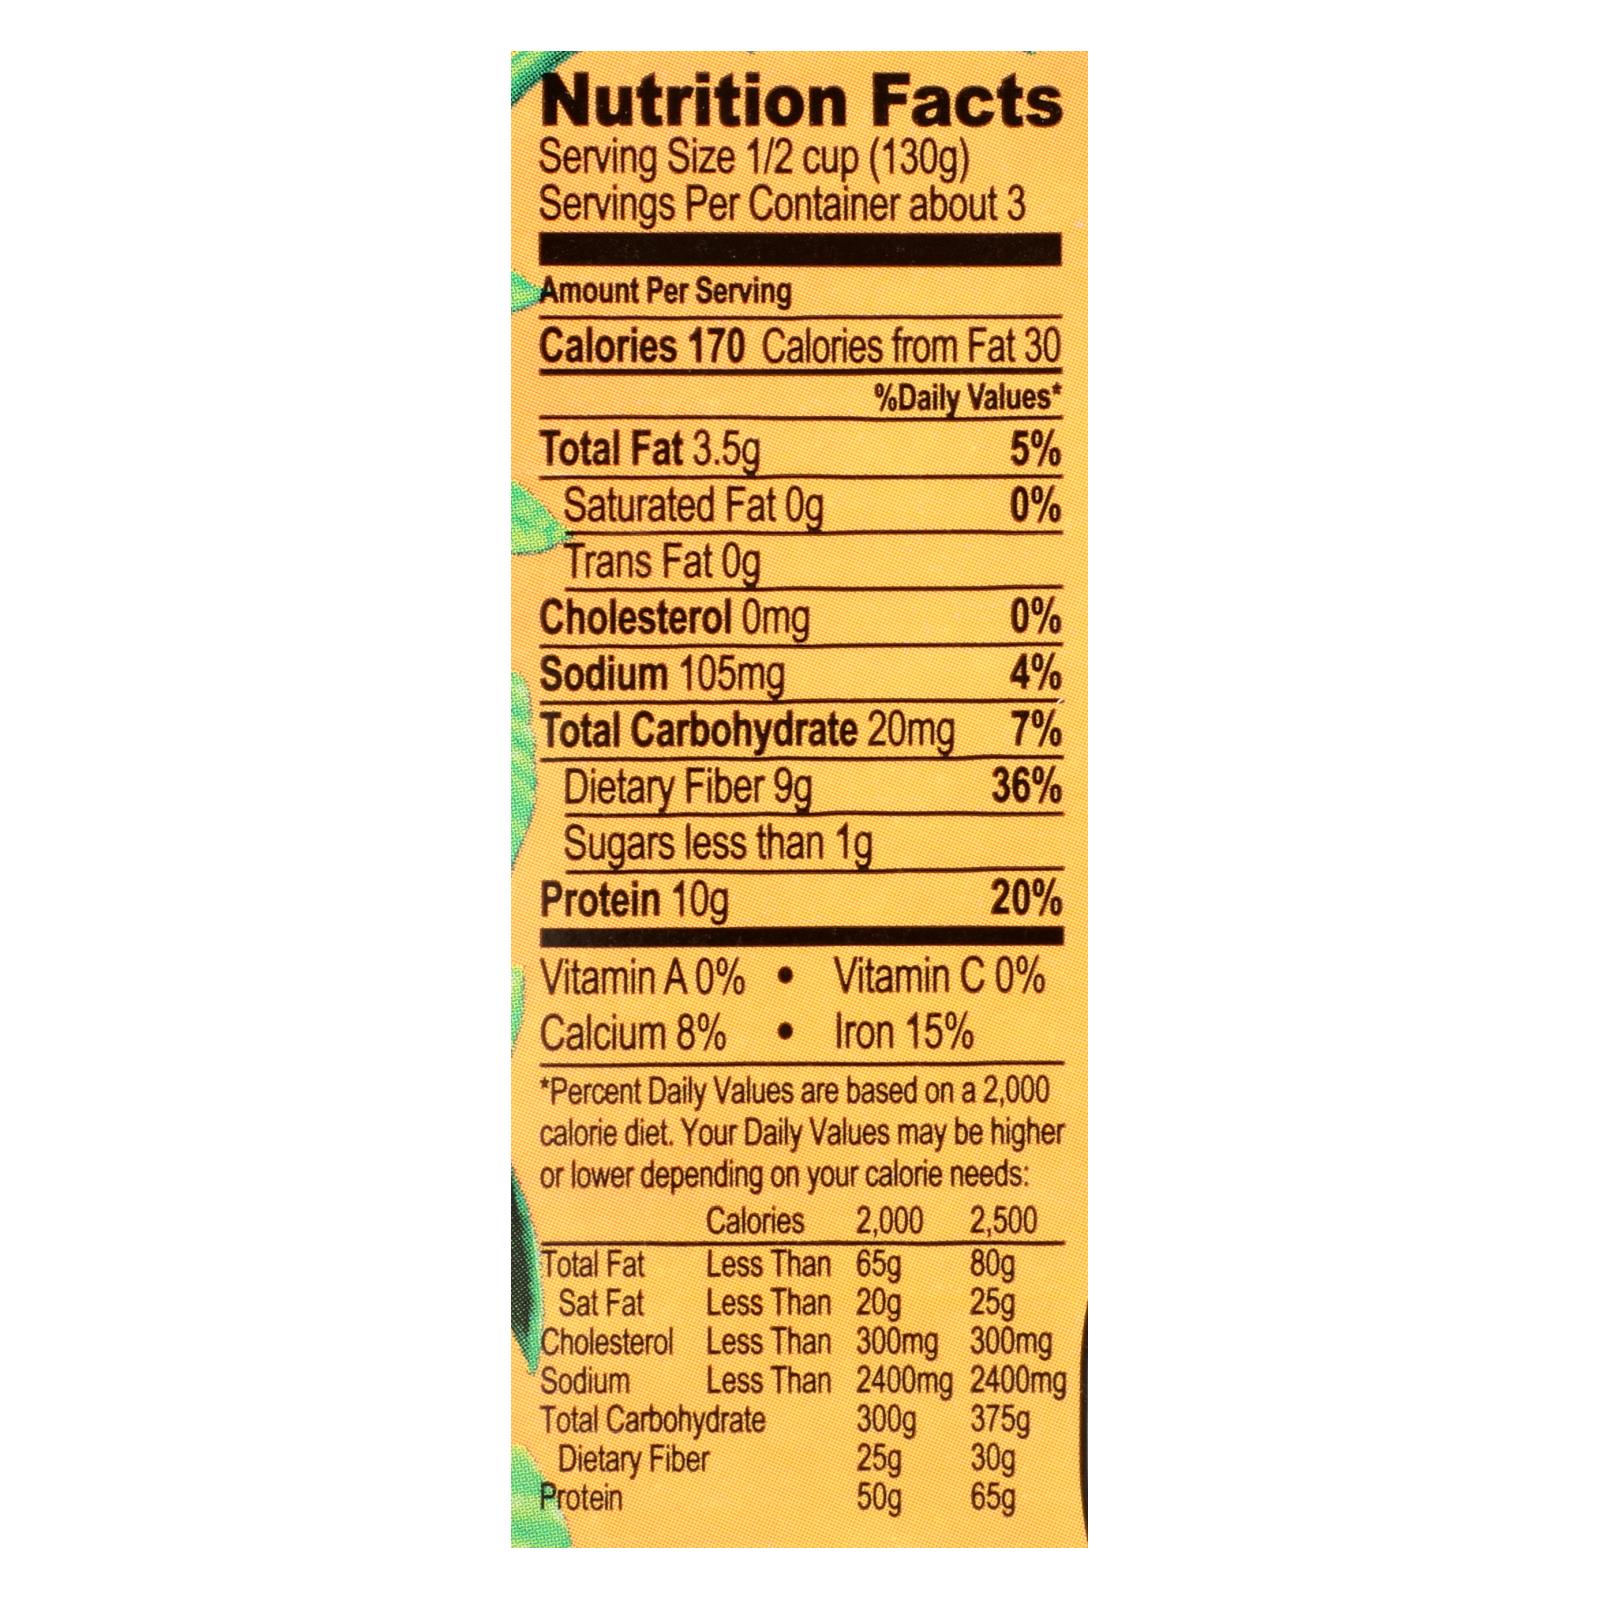 Nutrition Facts
Serving Size 1/2 cup (130g)
Servings Per Container about 3
Amount Per Serving
Calories 170 Calories from Fat 30
%Daily Values*
Total Fat 3.5g 5%
Saturated Fat 0g 0%
Trans Fat 0g
Cholesterol 0mg 0%
Sodium 105mg 4%
Total Carbohydrate 20mg 7%
Dietary Fiber 9g 36%
Sugars less than 1g
Protein 10g 20%
Vitamin A 0% • Vitamin C 0%
Calcium 8% • Iron 15%
*Percent Daily Values are based on a 2,000
calorie diet. Your Daily Values may be higher
or lower depending on your calorie needs:
Calories 2,000 2,500
Total Fat Less Than 65g 80g
Sat Fat Less Than 20g 25g
Cholesterol Less Than 300mg 300mg
Sodium Less Than 2400mg 2400mg
Total Carbohydrate 300g 375g
Dietary Fiber 25g 30g
Protein 50g 65g